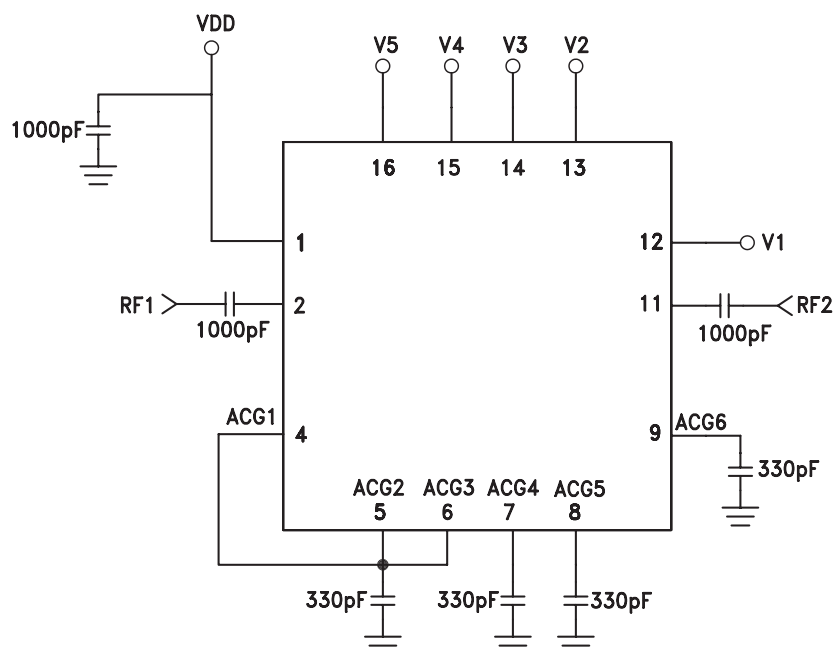 VDD
V5 V4 V3 V2
1000pF
16 15 14 13
1 12 V1
RF1 2 11 RF2
1000pF 1000pF
ACG1 4 9 ACG6
330pF
ACG2 ACG3 ACG4 ACG5
5 6 7 8
330pF 330pF 330pF